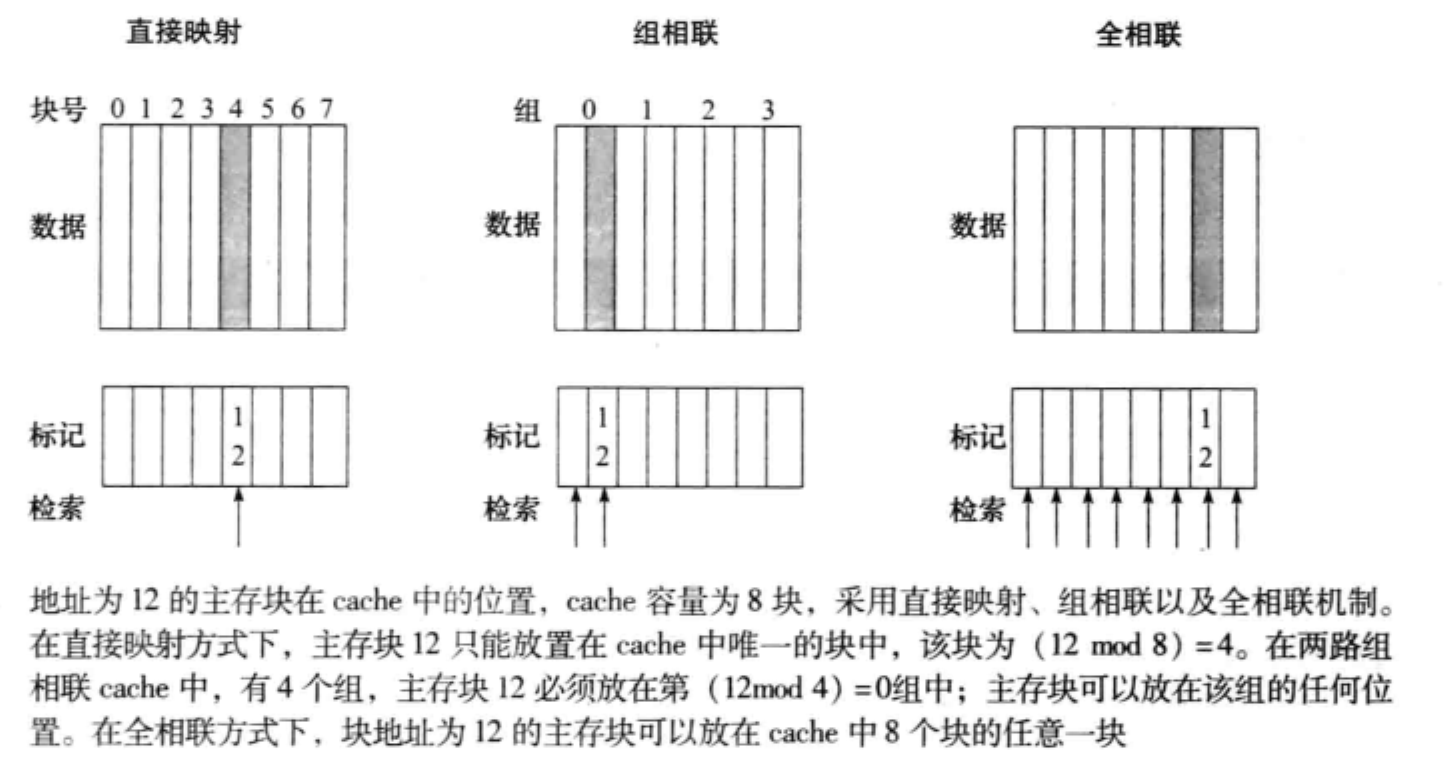 直接映射 组相联 全相联
块号 0 1 2 3 4 5 6 7 组 0 1 2 3
数据 数据 数据
标记 1 2 标记 1 2 标记 1 2
检索 检索 检索
地址为 12 的主存块在 cache 中的位置，cache 容量为 8 块，采用直接映射、组相联以及全相联机制。
在直接映射方式下，主存块 12 只能放置在 cache 中唯一的块中，该块为（12 mod 8）=4。在两路组
相联 cache 中，有 4 个组，主存块 12 必须放在第（12mod 4）=0组中；主存块可以放在该组的任何位
置。在全相联方式下，块地址为 12 的主存块可以放在 cache 中 8 个块的任意一块